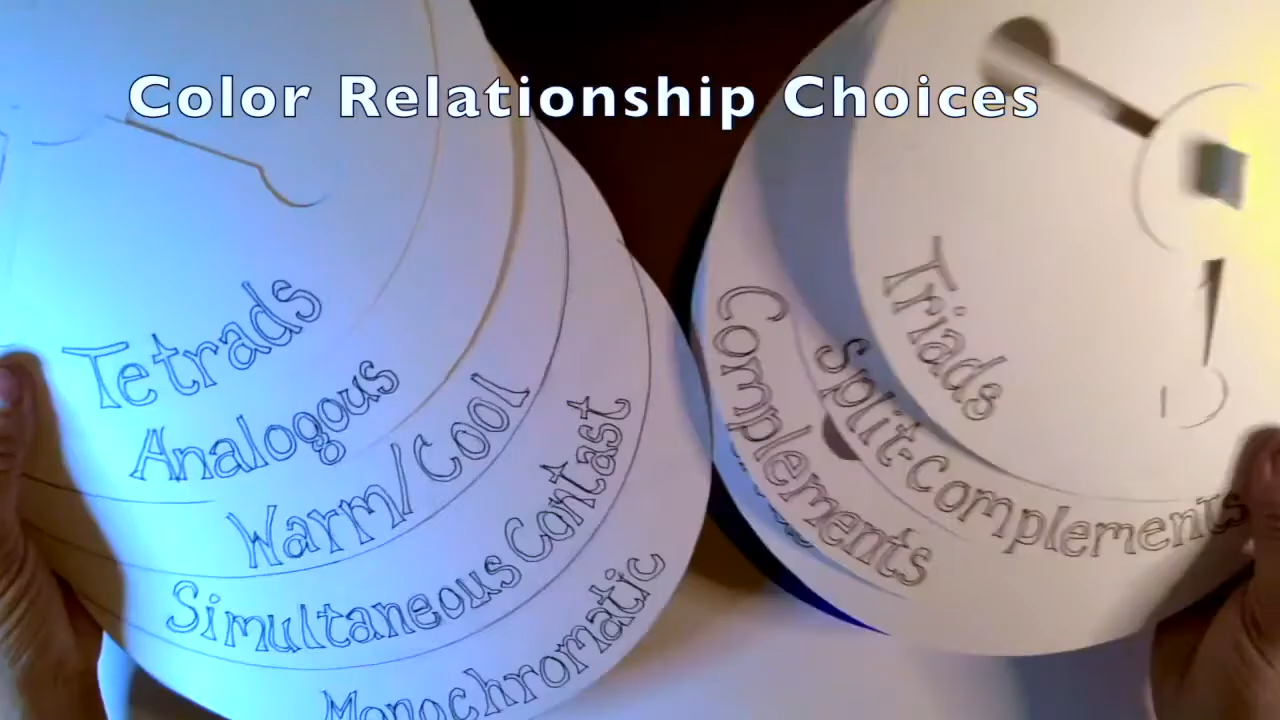 Color Relationship Choices
Tetrads
Analogous
Warm/Cool
Simultaneous Contast
Monochromatic
Triads
Split-Complements
Complements